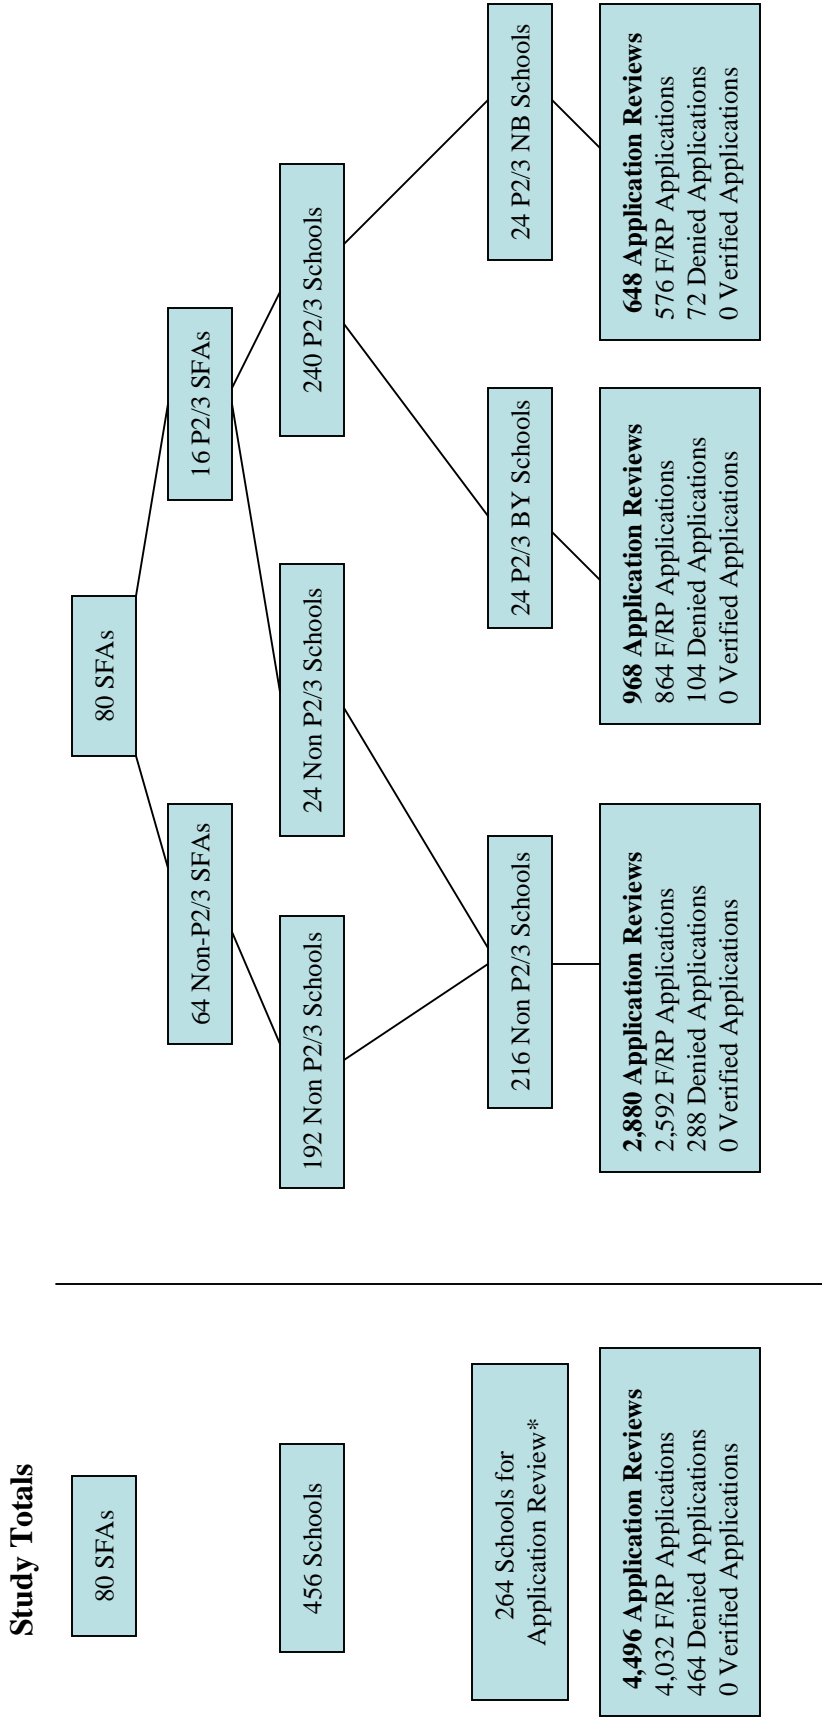 Study Totals
80 SFAs
80 SFAs
64 Non-P2/3 SFAs
16 P2/3 SFAs
456 Schools
192 Non P2/3 Schools
24 Non P2/3 Schools
240 P2/3 Schools
264 Schools for
Application Review*
216 Non P2/3 Schools
24 P2/3 BY Schools
24 P2/3 NB Schools
4,496 Application Reviews
4,032 F/RP Applications
464 Denied Applications
0 Verified Applications
2,880 Application Reviews
2,592 F/RP Applications
288 Denied Applications
0 Verified Applications
968 Application Reviews
864 F/RP Applications
104 Denied Applications
0 Verified Applications
648 Application Reviews
576 F/RP Applications
72 Denied Applications
0 Verified Applications